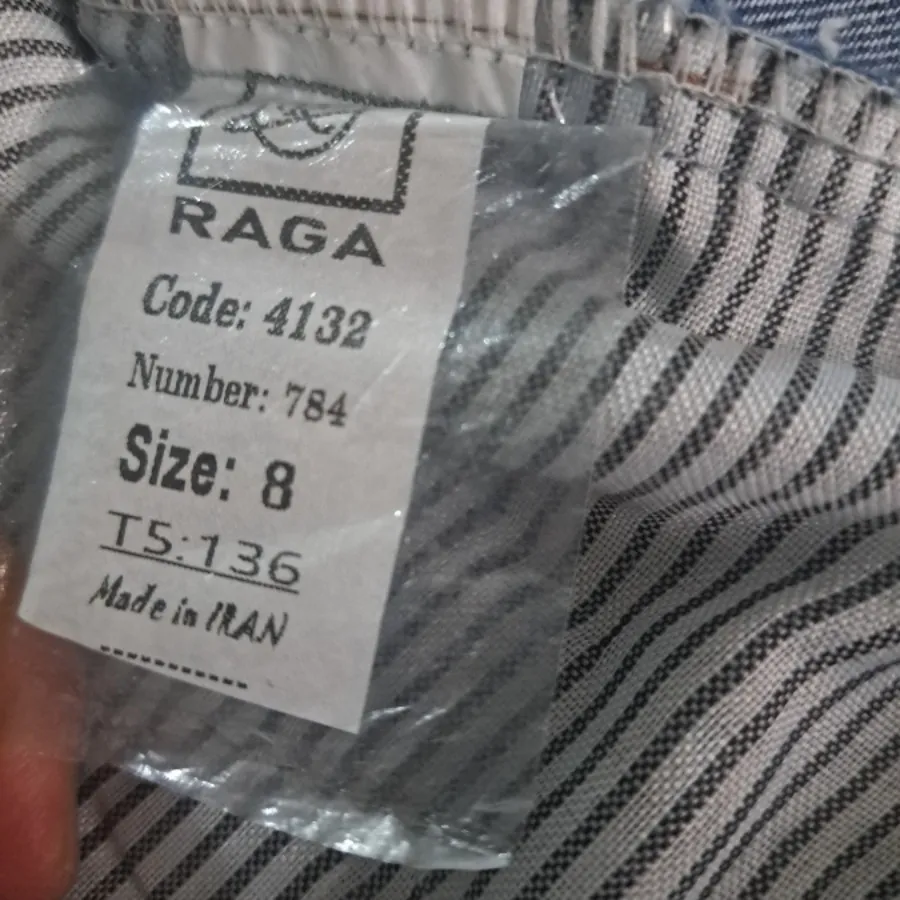 RAGA
Code: 4132
Number: 784
Size: 8
T5:136
Made in IRAN